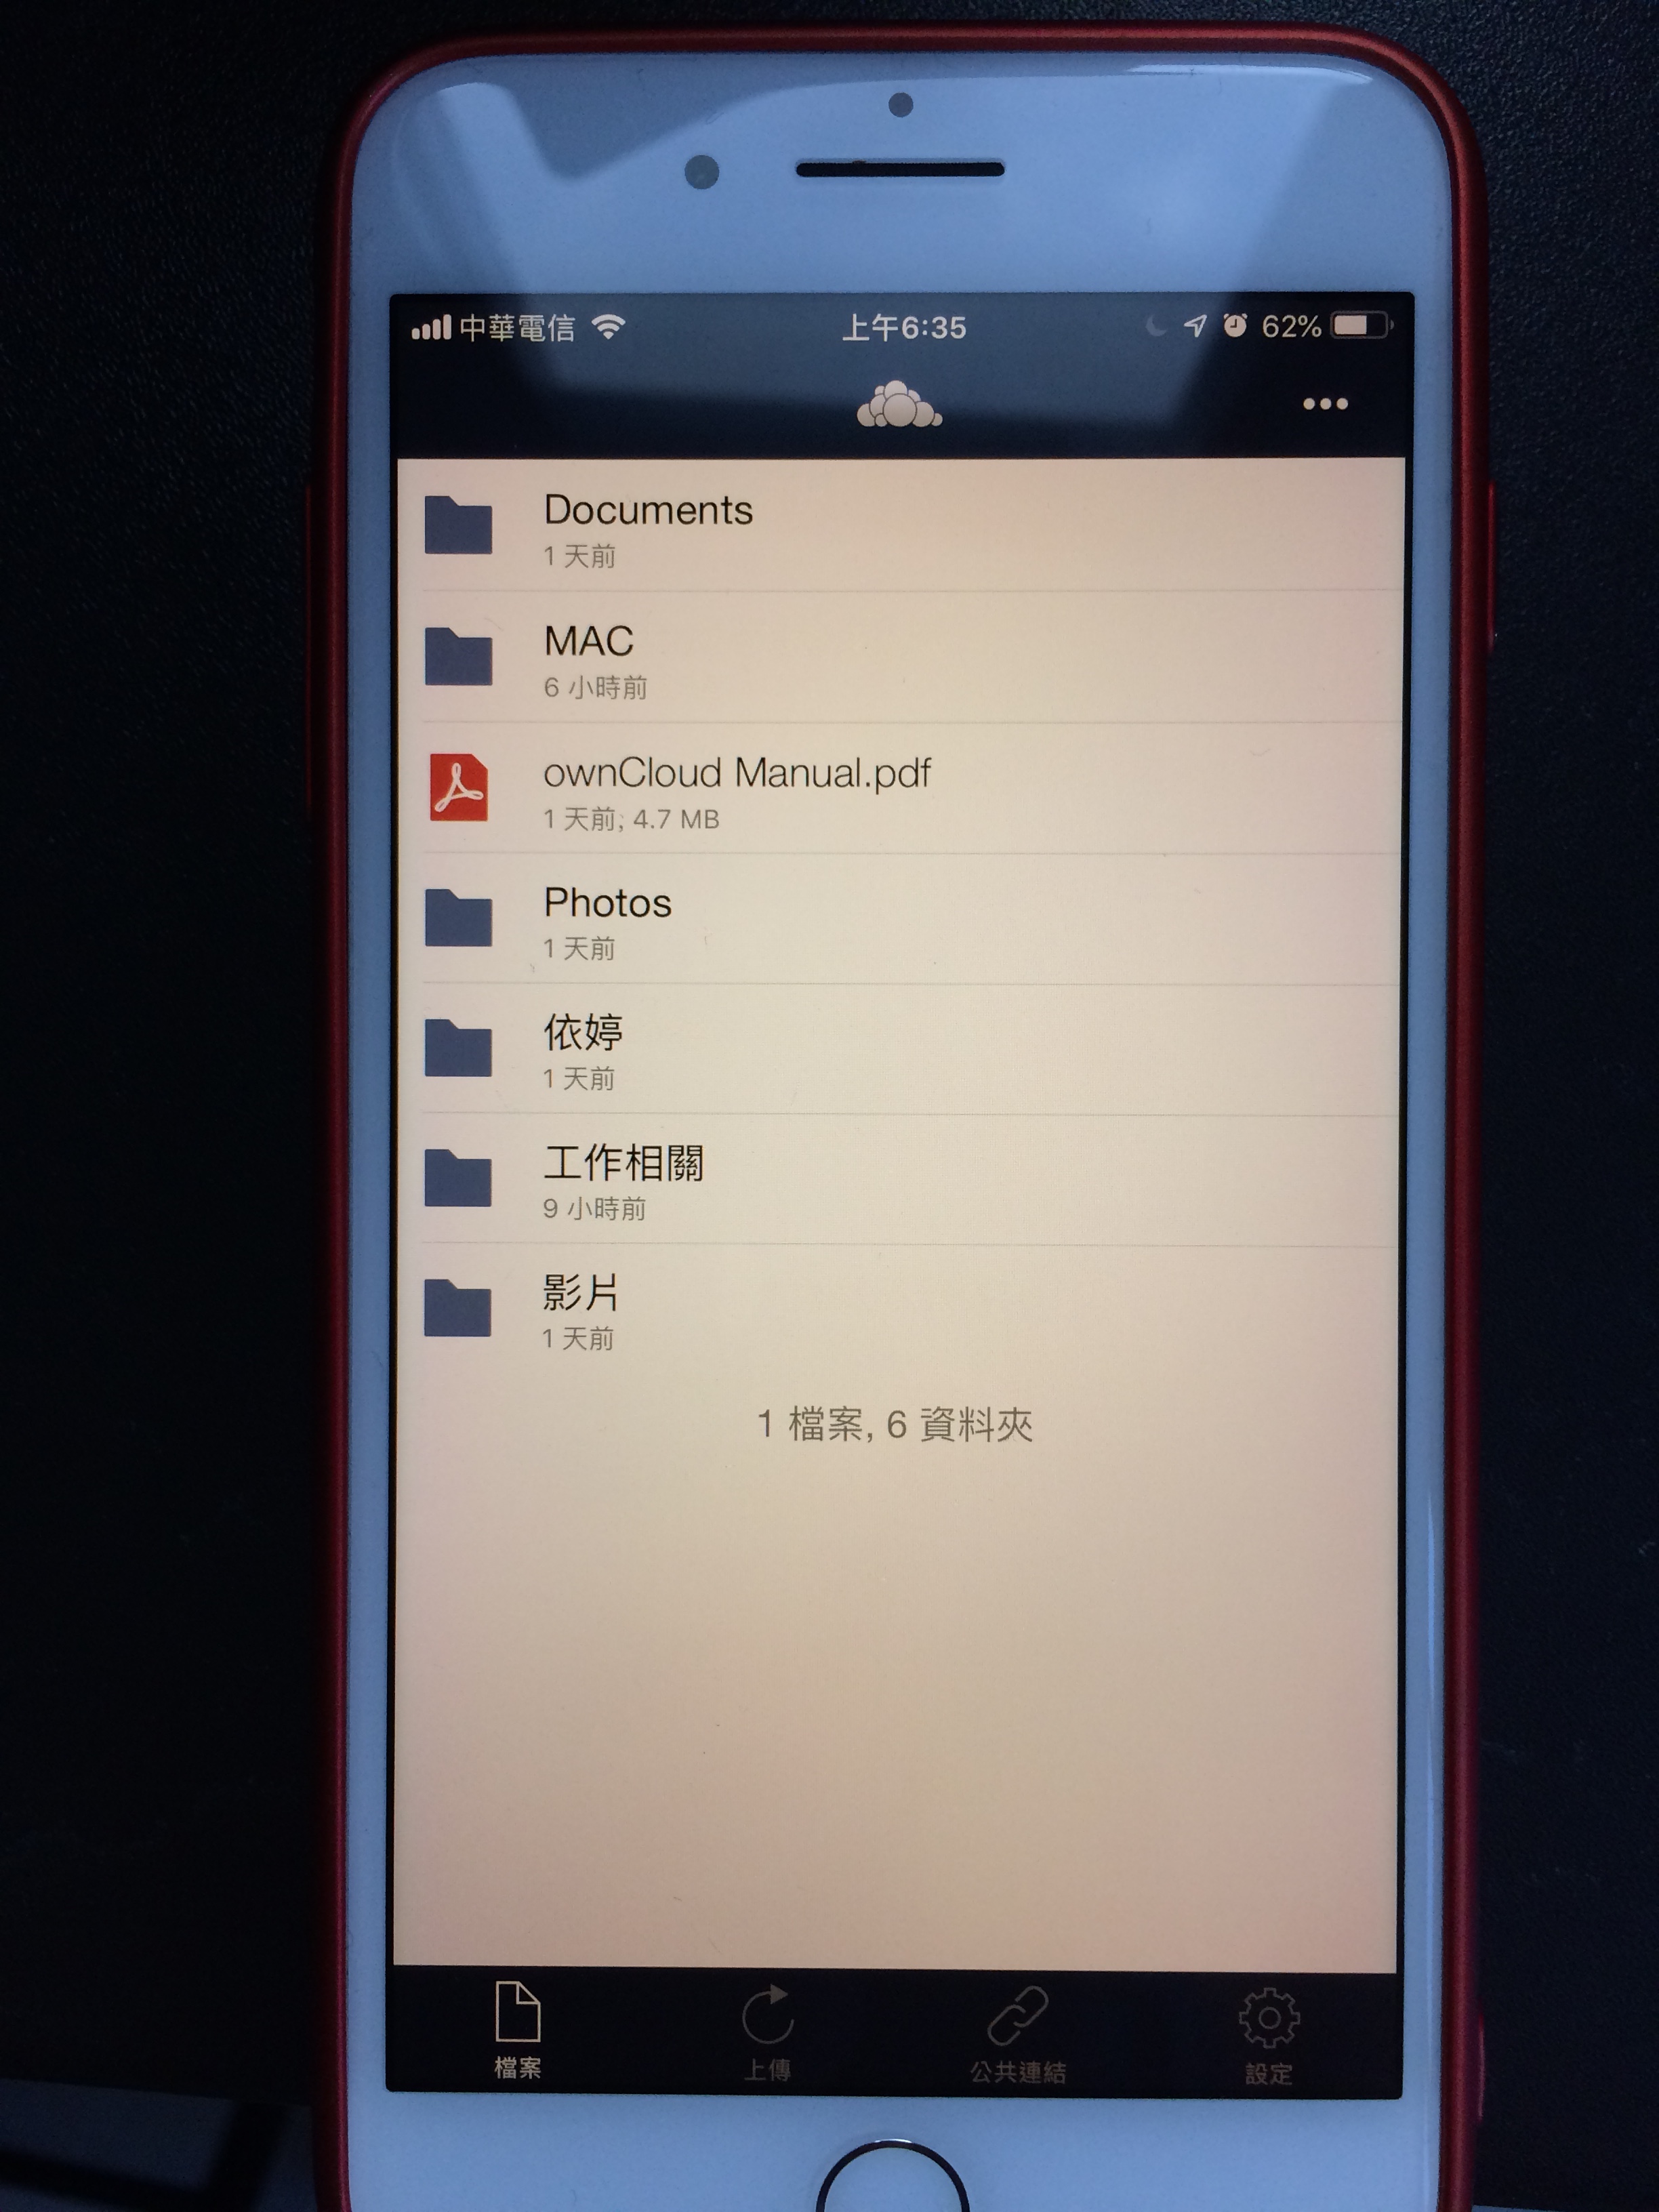 中華電信 上午6:35 62%
Documents
1 天前
MAC
6 小時前
ownCloud Manual.pdf
1 天前; 4.7 MB
Photos
1 天前
依婷
1 天前
工作相關
9 小時前
影片
1 天前
1 檔案, 6 資料夾
檔案 上傳 公共連結 設定